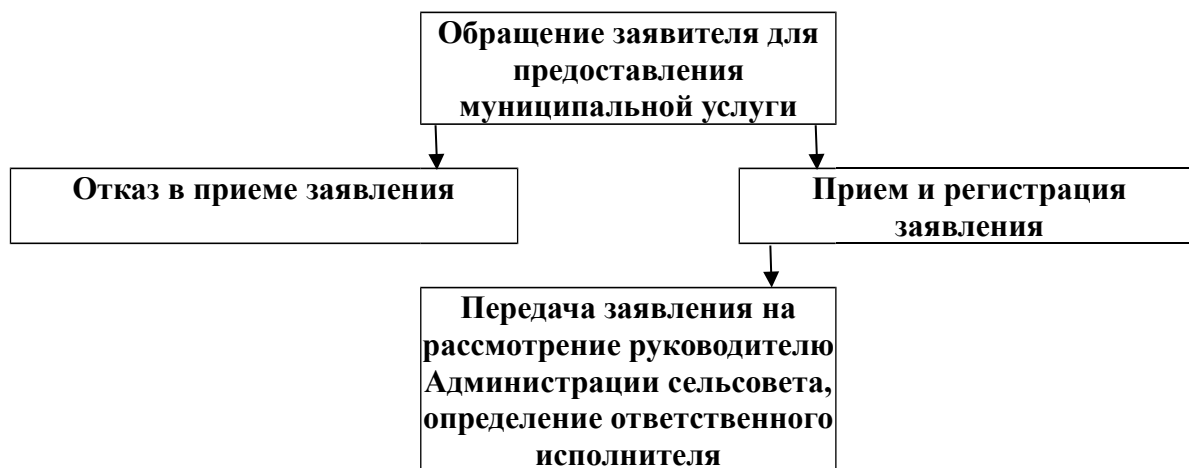 Обращение заявителя для
предоставления
муниципальной услуги
Отказ в приеме заявления
Прием и регистрация
заявления
Передача заявления на
рассмотрение руководителю
Администрации сельсовета,
определение ответственного
исполнителя